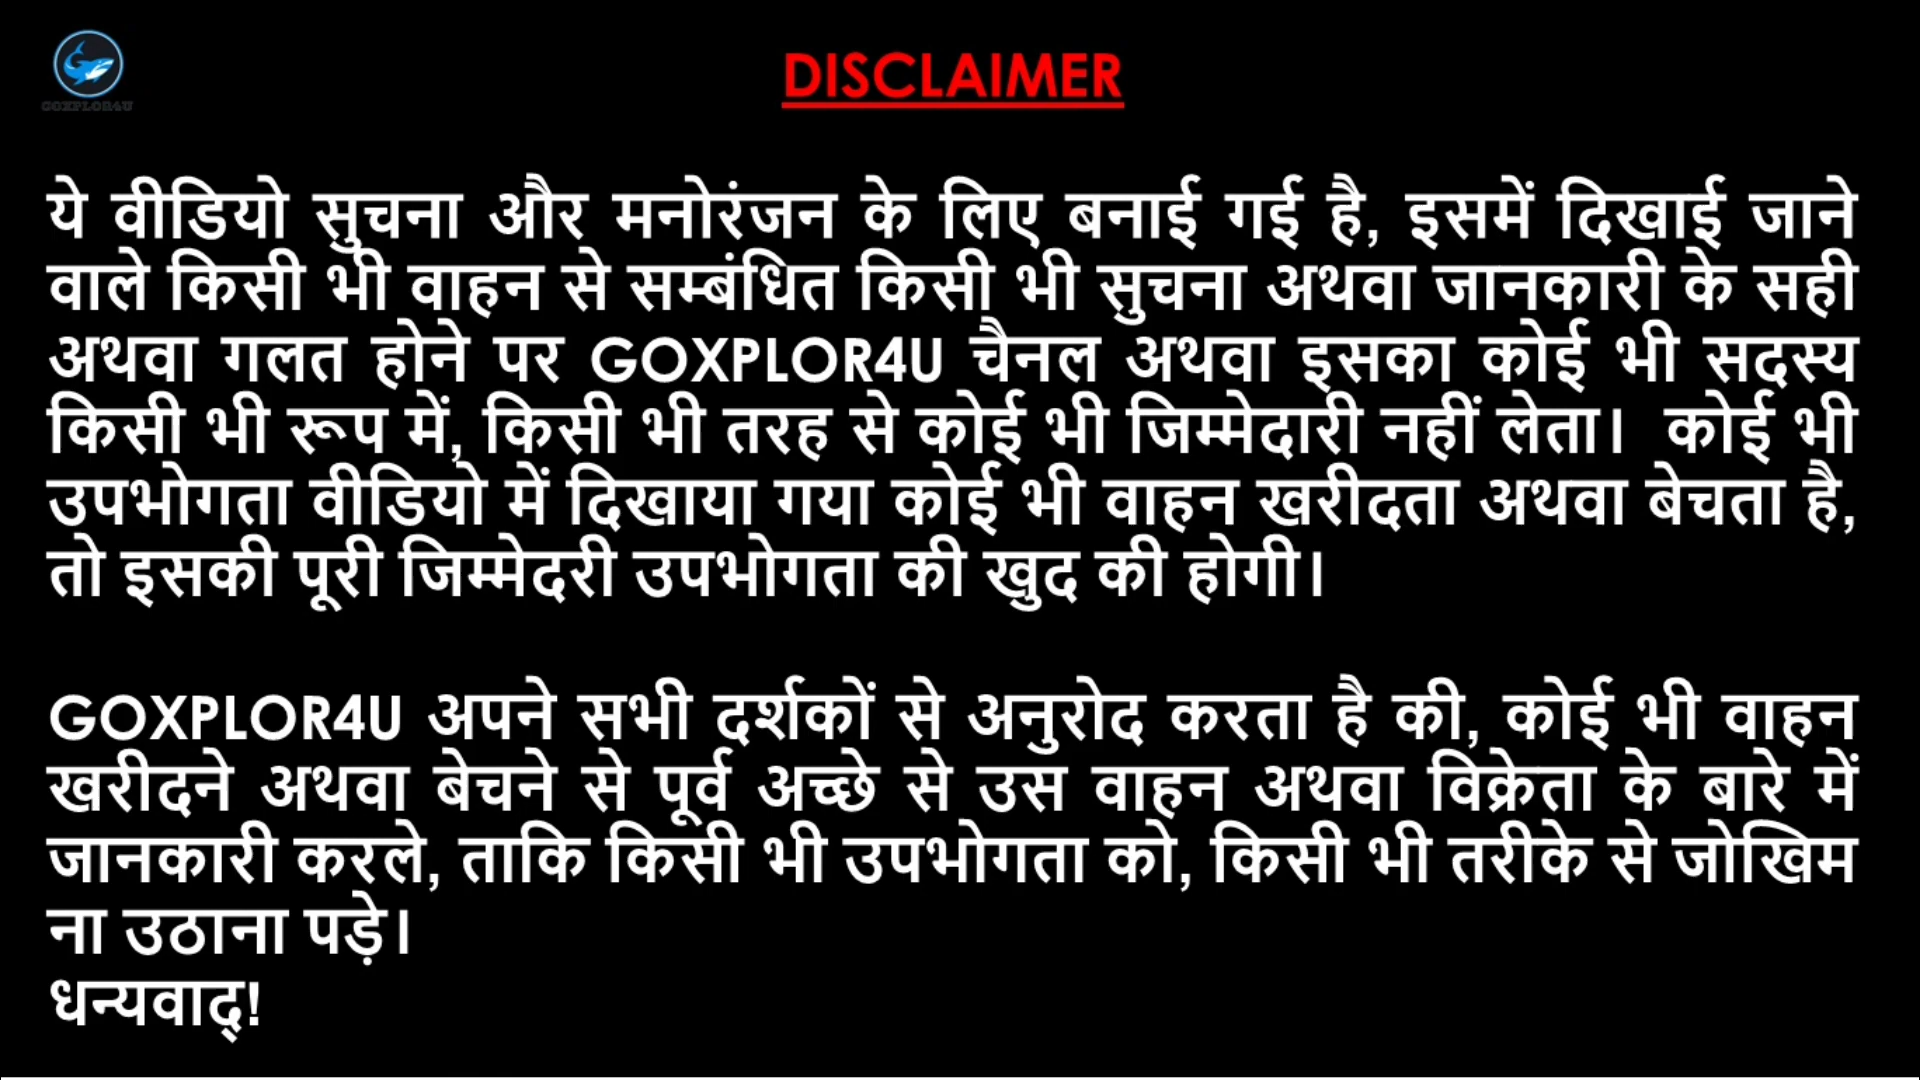 GOXPLOR4U
DISCLAIMER
ये वीडियो सुचना और मनोरंजन के लिए बनाई गई है, इसमें दिखाई जाने
वाले किसी भी वाहन से सम्बंधित किसी भी सुचना अथवा जानकारी के सही
अथवा गलत होने पर GOXPLOR4U चैनल अथवा इसका कोई भी सदस्य
किसी भी रूप में, किसी भी तरह से कोई भी जिम्मेदारी नहीं लेता। कोई भी
उपभोगता वीडियो में दिखाया गया कोई भी वाहन खरीदता अथवा बेचता है,
तो इसकी पूरी जिम्मेदरी उपभोगता की खुद की होगी।
GOXPLOR4U अपने सभी दर्शकों से अनुरोद करता है की, कोई भी वाहन
खरीदने अथवा बेचने से पूर्व अच्छे से उस वाहन अथवा विक्रेता के बारे में
जानकारी करले, ताकि किसी भी उपभोगता को, किसी भी तरीके से जोखिम
ना उठाना पड़े।
धन्यवाद्!